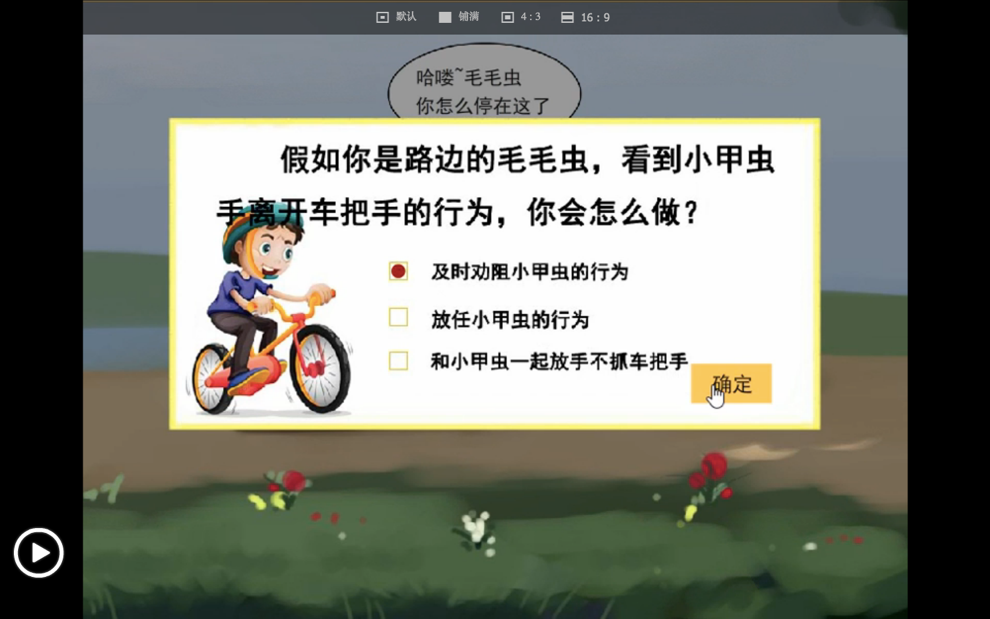 默认 铺满 4:3 16:9
哈喽~毛毛虫
你怎么停在这了
假如你是路边的毛毛虫，看到小甲虫
手离开车把手的行为，你会怎么做？
及时劝阻小甲虫的行为
放任小甲虫的行为
和小甲虫一起放手不抓车把手
确定